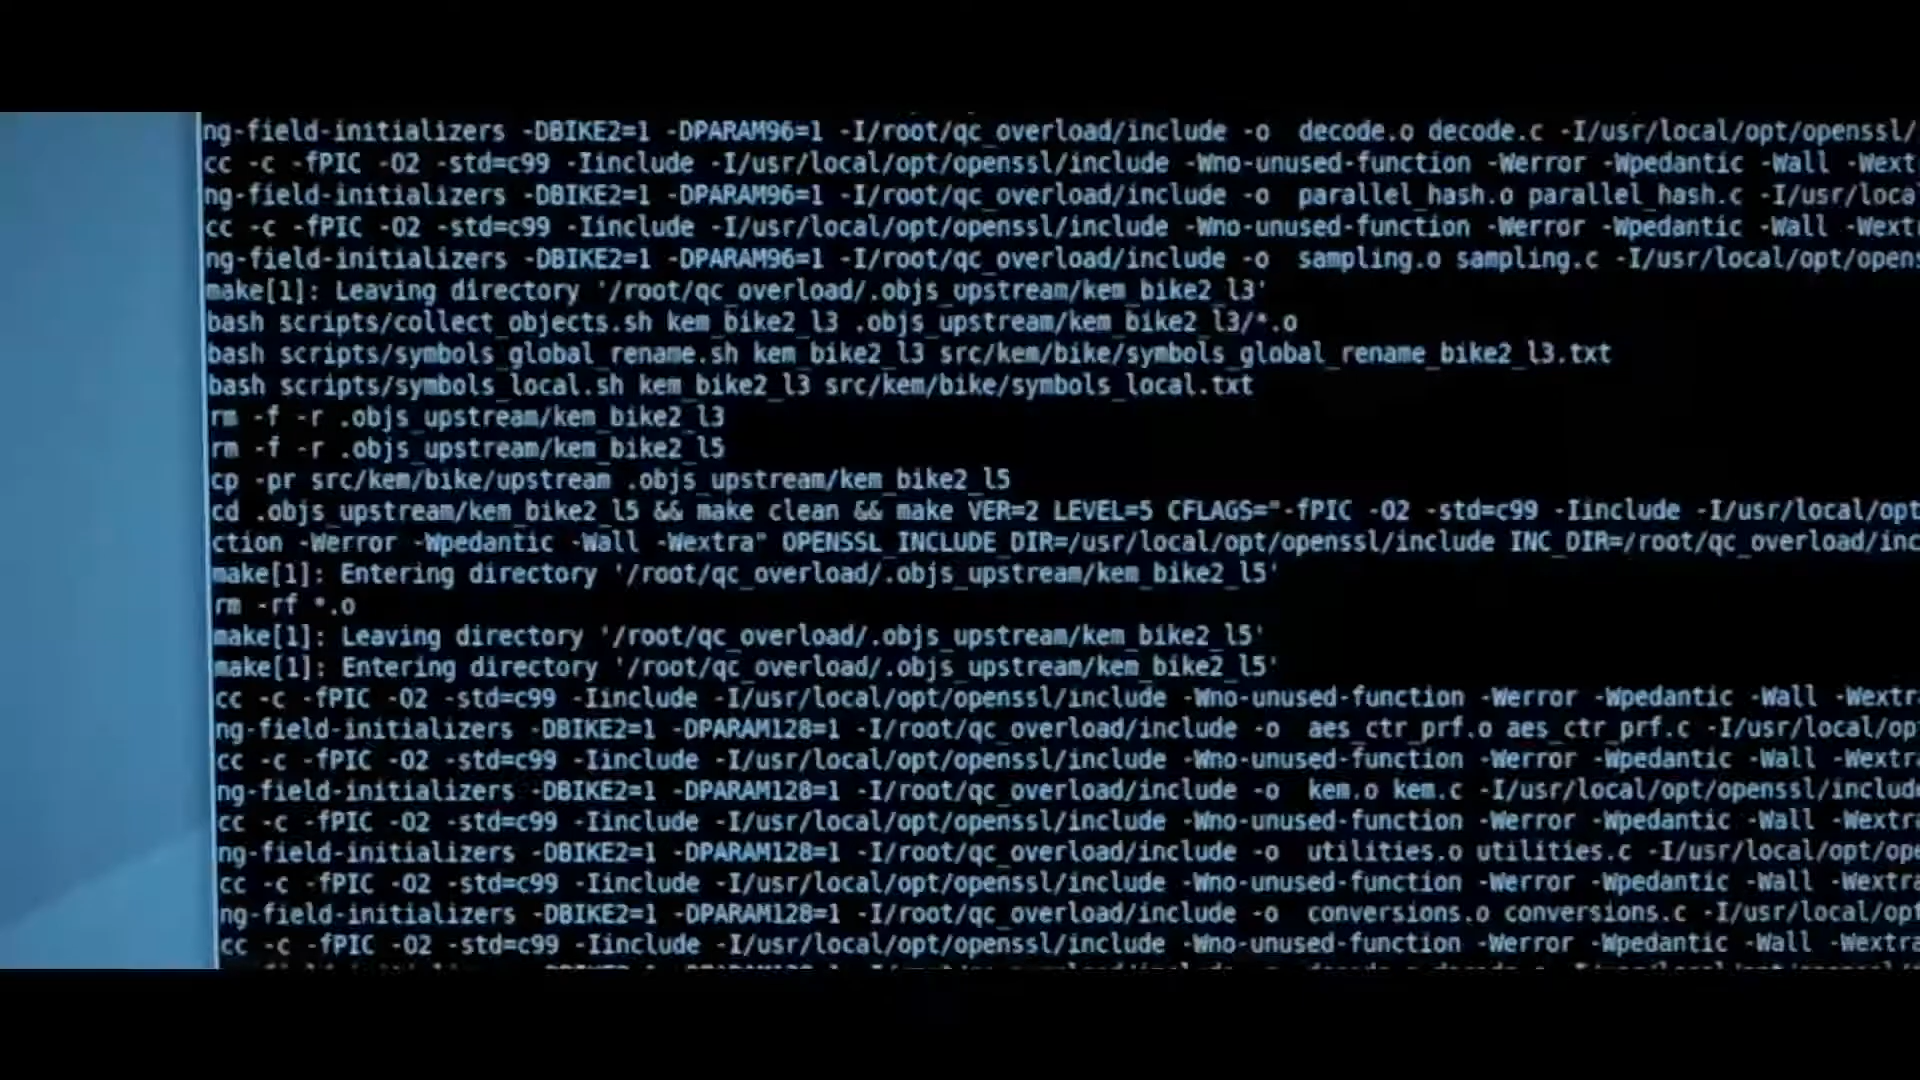 ng-field-initializers -DBIKE2=1 -DPARAM96=1 -I/root/qc_overload/include -o  decode.o decode.c -I/usr/local/opt/openssl/
cc -c -fPIC -O2 -std=c99 -Iinclude -I/usr/local/opt/openssl/include -Wno-unused-function -Werror -Wpedantic -Wall -Wext
ng-field-initializers -DBIKE2=1 -DPARAM96=1 -I/root/qc_overload/include -o  parallel_hash.o parallel_hash.c -I/usr/loca
cc -c -fPIC -O2 -std=c99 -Iinclude -I/usr/local/opt/openssl/include -Wno-unused-function -Werror -Wpedantic -Wall -Wext
ng-field-initializers -DBIKE2=1 -DPARAM96=1 -I/root/qc_overload/include -o  sampling.o sampling.c -I/usr/local/opt/opens
make[1]: Leaving directory '/root/qc_overload/.objs_upstream/kem_bike2_l3'
bash scripts/collect_objects.sh kem_bike2_l3 .objs_upstream/kem_bike2_l3/*.o
bash scripts/symbols_global_rename.sh kem_bike2_l3 src/kem/bike/symbols_global_rename_bike2_l3.txt
bash scripts/symbols_local.sh kem_bike2_l3 src/kem/bike/symbols_local.txt
rm -f -r .objs_upstream/kem_bike2_l3
rm -f -r .objs_upstream/kem_bike2_l5
cp -pr src/kem/bike/upstream .objs_upstream/kem_bike2_l5
cd .objs_upstream/kem_bike2_l5 && make clean && make VER=2 LEVEL=5 CFLAGS="-fPIC -O2 -std=c99 -Iinclude -I/usr/local/opt
ction -Werror -Wpedantic -Wall -Wextra" OPENSSL_INCLUDE_DIR=/usr/local/opt/openssl/include INC_DIR=/root/qc_overload/inc
make[1]: Entering directory '/root/qc_overload/.objs_upstream/kem_bike2_l5'
rm -rf *.o
make[1]: Leaving directory '/root/qc_overload/.objs_upstream/kem_bike2_l5'
make[1]: Entering directory '/root/qc_overload/.objs_upstream/kem_bike2_l5'
cc -c -fPIC -O2 -std=c99 -Iinclude -I/usr/local/opt/openssl/include -Wno-unused-function -Werror -Wpedantic -Wall -Wextra
ng-field-initializers -DBIKE2=1 -DPARAM128=1 -I/root/qc_overload/include -o  aes_ctr_prf.o aes_ctr_prf.c -I/usr/local/op
cc -c -fPIC -O2 -std=c99 -Iinclude -I/usr/local/opt/openssl/include -Wno-unused-function -Werror -Wpedantic -Wall -Wextra
ng-field-initializers -DBIKE2=1 -DPARAM128=1 -I/root/qc_overload/include -o  kem.o kem.c -I/usr/local/opt/openssl/include
cc -c -fPIC -O2 -std=c99 -Iinclude -I/usr/local/opt/openssl/include -Wno-unused-function -Werror -Wpedantic -Wall -Wextra
ng-field-initializers -DBIKE2=1 -DPARAM128=1 -I/root/qc_overload/include -o  utilities.o utilities.c -I/usr/local/opt/ope
cc -c -fPIC -O2 -std=c99 -Iinclude -I/usr/local/opt/openssl/include -Wno-unused-function -Werror -Wpedantic -Wall -Wextra
ng-field-initializers -DBIKE2=1 -DPARAM128=1 -I/root/qc_overload/include -o  conversions.o conversions.c -I/usr/local/opt
cc -c -fPIC -O2 -std=c99 -Iinclude -I/usr/local/opt/openssl/include -Wno-unused-function -Werror -Wpedantic -Wall -Wextra